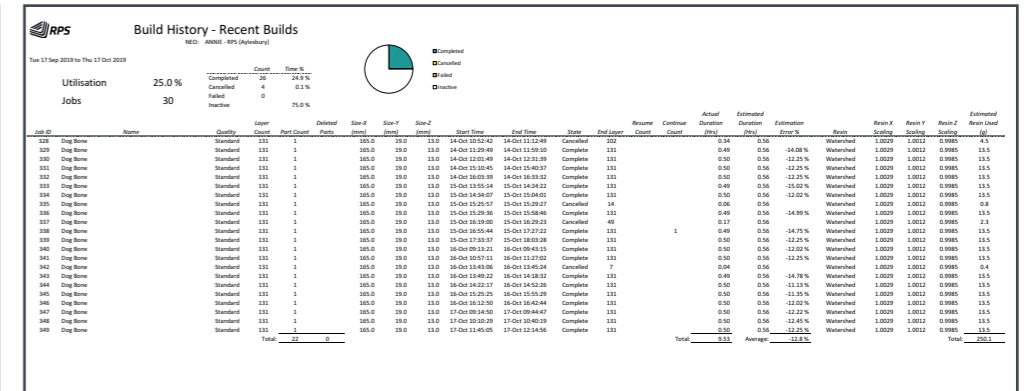 RPS
Build History - Recent Builds
NEO: ANNIE - RPS (Aylesbury)
Tue 17 Sep 2019 to Thu 17 Oct 2019
Utilisation 25.0 %
Jobs 30
Count Time %
Completed 26 24.9 %
Cancelled 4 0.1 %
Failed 0
Inactive 75.0 %
Completed
Cancelled
Failed
Inactive
Job ID Name Quality Layer Count Part Count Deleted Parts Size-X (mm) Size-Y (mm) Size-Z (mm) Start Time End Time State End Layer Resume Count Continue Count Actual Duration (Hrs) Estimated Duration (Hrs) Estimation Error % Resin Resin X Scaling Resin Y Scaling Resin Z Scaling Estimated Resin Used (g)
328 Dog Bone Standard 131 1 165.0 19.0 13.0 14-Oct 10:52:42 14-Oct 11:12:49 Cancelled 102 0.34 0.56 Watershed 1.0029 1.0012 0.9985 4.5
329 Dog Bone Standard 131 1 165.0 19.0 13.0 14-Oct 11:29:49 14-Oct 11:59:10 Complete 131 0.49 0.56 -14.08 % Watershed 1.0029 1.0012 0.9985 13.5
330 Dog Bone Standard 131 1 165.0 19.0 13.0 14-Oct 12:01:49 14-Oct 12:31:39 Complete 131 0.50 0.56 -12.25 % Watershed 1.0029 1.0012 0.9985 13.5
331 Dog Bone Standard 131 1 165.0 19.0 13.0 14-Oct 15:10:45 14-Oct 15:40:37 Complete 131 0.50 0.56 -12.25 % Watershed 1.0029 1.0012 0.9985 13.5
332 Dog Bone Standard 131 1 165.0 19.0 13.0 14-Oct 16:03:39 14-Oct 16:33:32 Complete 131 0.50 0.56 -12.25 % Watershed 1.0029 1.0012 0.9985 13.5
333 Dog Bone Standard 131 1 165.0 19.0 13.0 15-Oct 13:55:14 15-Oct 14:24:22 Complete 131 0.49 0.56 -15.02 % Watershed 1.0029 1.0012 0.9985 13.5
334 Dog Bone Standard 131 1 165.0 19.0 13.0 15-Oct 14:34:07 15-Oct 15:04:01 Complete 131 0.50 0.56 -12.02 % Watershed 1.0029 1.0012 0.9985 13.5
335 Dog Bone Standard 131 1 165.0 19.0 13.0 15-Oct 15:25:57 15-Oct 15:29:27 Cancelled 14 0.06 0.56 Watershed 1.0029 1.0012 0.9985 0.8
336 Dog Bone Standard 131 1 165.0 19.0 13.0 15-Oct 15:29:36 15-Oct 15:58:46 Complete 131 0.49 0.56 -14.99 % Watershed 1.0029 1.0012 0.9985 13.5
337 Dog Bone Standard 131 1 165.0 19.0 13.0 15-Oct 16:19:00 15-Oct 16:29:23 Cancelled 49 0.17 0.56 Watershed 1.0029 1.0012 0.9985 2.3
338 Dog Bone Standard 131 1 165.0 19.0 13.0 15-Oct 16:55:44 15-Oct 17:27:22 Complete 131 1 0.49 0.56 -14.75 % Watershed 1.0029 1.0012 0.9985 13.5
339 Dog Bone Standard 131 1 165.0 19.0 13.0 15-Oct 17:33:37 15-Oct 18:03:28 Complete 131 0.50 0.56 -12.25 % Watershed 1.0029 1.0012 0.9985 13.5
340 Dog Bone Standard 131 1 165.0 19.0 13.0 16-Oct 09:13:21 16-Oct 09:43:15 Complete 131 0.50 0.56 -12.02 % Watershed 1.0029 1.0012 0.9985 13.5
341 Dog Bone Standard 131 1 165.0 19.0 13.0 16-Oct 10:57:11 16-Oct 11:27:02 Complete 131 0.50 0.56 -12.25 % Watershed 1.0029 1.0012 0.9985 13.5
342 Dog Bone Standard 131 1 165.0 19.0 13.0 16-Oct 13:43:06 16-Oct 13:45:24 Cancelled 7 0.04 0.56 Watershed 1.0029 1.0012 0.9985 0.4
343 Dog Bone Standard 131 1 165.0 19.0 13.0 16-Oct 13:49:22 16-Oct 14:18:32 Complete 131 0.49 0.56 -14.78 % Watershed 1.0029 1.0012 0.9985 13.5
344 Dog Bone Standard 131 1 165.0 19.0 13.0 16-Oct 14:22:17 16-Oct 14:52:26 Complete 131 0.50 0.56 -11.13 % Watershed 1.0029 1.0012 0.9985 13.5
345 Dog Bone Standard 131 1 165.0 19.0 13.0 16-Oct 15:25:25 16-Oct 15:55:29 Complete 131 0.50 0.56 -11.35 % Watershed 1.0029 1.0012 0.9985 13.5
346 Dog Bone Standard 131 1 165.0 19.0 13.0 16-Oct 16:12:50 16-Oct 16:42:44 Complete 131 0.50 0.56 -12.02 % Watershed 1.0029 1.0012 0.9985 13.5
347 Dog Bone Standard 131 1 165.0 19.0 13.0 17-Oct 09:14:50 17-Oct 09:44:47 Complete 131 0.50 0.56 -12.22 % Watershed 1.0029 1.0012 0.9985 13.5
348 Dog Bone Standard 131 1 165.0 19.0 13.0 17-Oct 10:10:29 17-Oct 10:40:19 Complete 131 0.50 0.56 -12.45 % Watershed 1.0029 1.0012 0.9985 13.5
349 Dog Bone Standard 131 1 165.0 19.0 13.0 17-Oct 11:45:05 17-Oct 12:14:56 Complete 131 0.50 0.56 -12.25 % Watershed 1.0029 1.0012 0.9985 13.5
Total: 22 0 Total: 9.53 Average: -12.8 % Total: 250.1